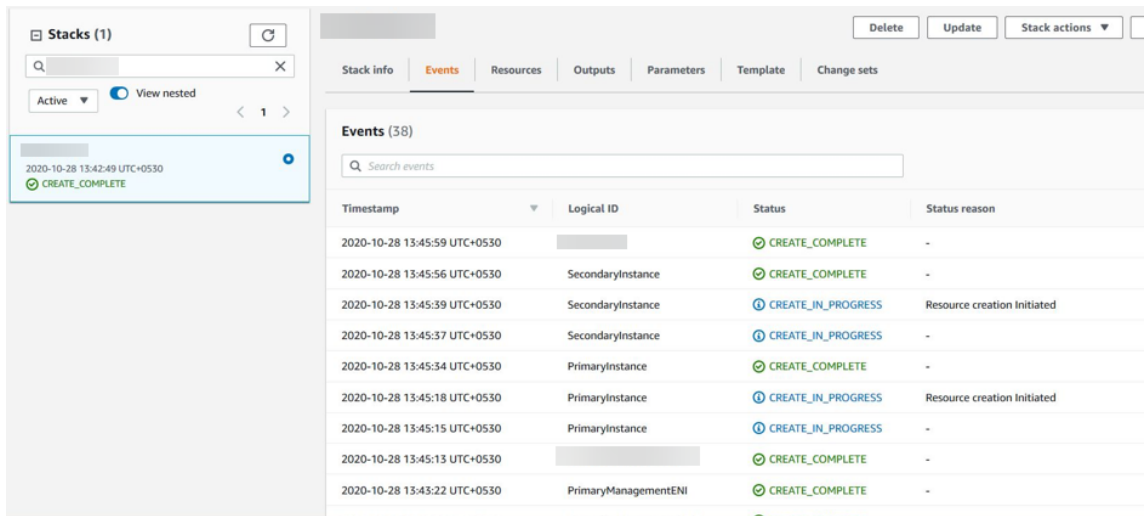 Stacks (1)
Active
View nested
1
2020-10-28 13:42:49 UTC+0530
CREATE_COMPLETE
Delete
Update
Stack actions
Stack info
Events
Resources
Outputs
Parameters
Template
Change sets
Events (38)
Search events
Timestamp Logical ID Status Status reason
2020-10-28 13:45:59 UTC+0530 CREATE_COMPLETE -
2020-10-28 13:45:56 UTC+0530 SecondaryInstance CREATE_COMPLETE -
2020-10-28 13:45:39 UTC+0530 SecondaryInstance CREATE_IN_PROGRESS Resource creation Initiated
2020-10-28 13:45:37 UTC+0530 SecondaryInstance CREATE_IN_PROGRESS -
2020-10-28 13:45:34 UTC+0530 PrimaryInstance CREATE_COMPLETE -
2020-10-28 13:45:18 UTC+0530 PrimaryInstance CREATE_IN_PROGRESS Resource creation Initiated
2020-10-28 13:45:15 UTC+0530 PrimaryInstance CREATE_IN_PROGRESS -
2020-10-28 13:45:13 UTC+0530 CREATE_COMPLETE -
2020-10-28 13:43:22 UTC+0530 PrimaryManagementENI CREATE_COMPLETE -